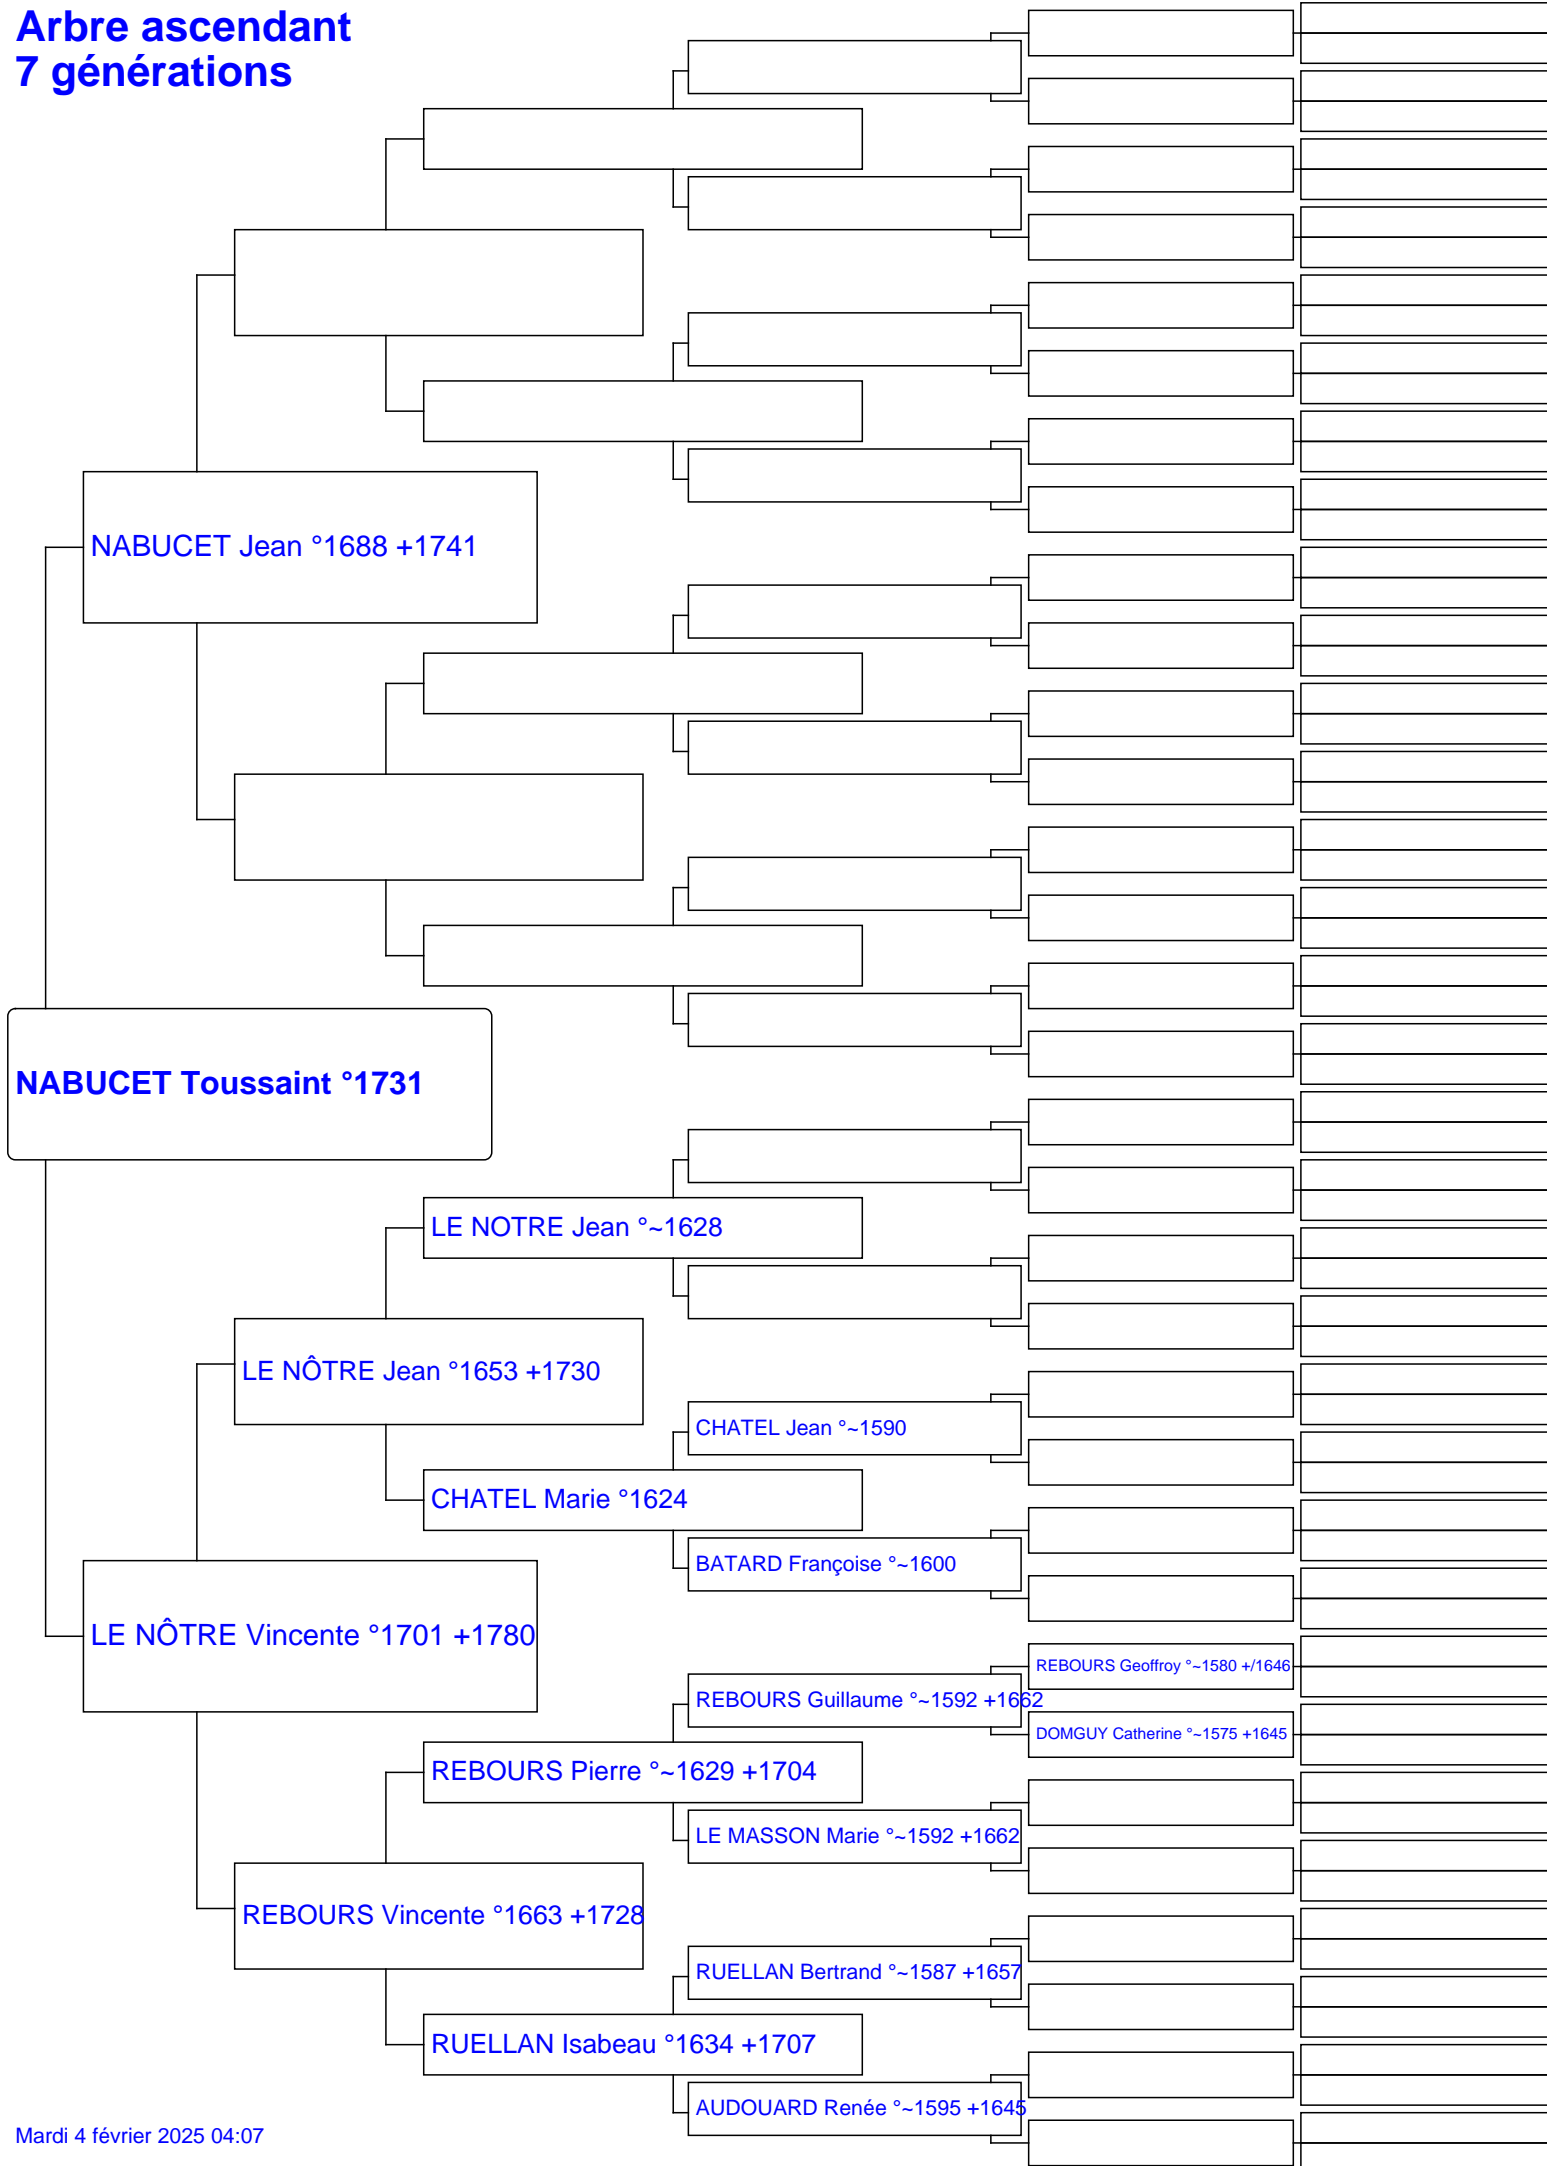 Arbre ascendant
7 générations
NABUCET Jean °1688 +1741
NABUCET Toussaint °1731
LE NOTRE Jean °~1628
LE NÔTRE Jean °1653 +1730
CHATEL Jean °~1590
CHATEL Marie °1624
BATARD Françoise °~1600
LE NÔTRE Vincente °1701 +1780
REBOURS Geoffroy °~1580 +/1646
REBOURS Guillaume °~1592 +1662
DOMGUY Catherine °~1575 +1645
REBOURS Pierre °~1629 +1704
LE MASSON Marie °~1592 +1662
REBOURS Vincente °1663 +1728
RUELLAN Bertrand °~1587 +1657
RUELLAN Isabeau °1634 +1707
AUDOUARD Renée °~1595 +1645
Mardi 4 février 2025 04:07